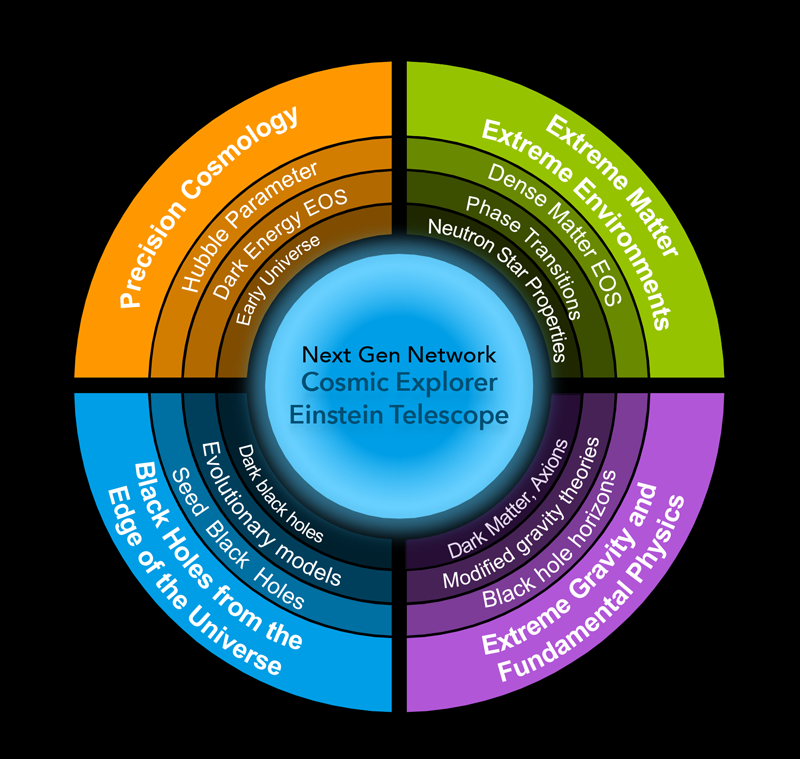 Precision Cosmology
Hubble Parameter
Dark Energy EOS
Early Universe
Extreme Matter
Extreme Environments
Dense Matter EOS
Phase Transitions
Neutron Star Properties
Next Gen Network
Cosmic Explorer
Einstein Telescope
Dark black holes
Evolutionary models
Seed Black Holes
Black Holes from the
Edge of the Universe
Dark Matter, Axions
Modified gravity theories
Black hole horizons
Extreme Gravity and
Fundamental Physics